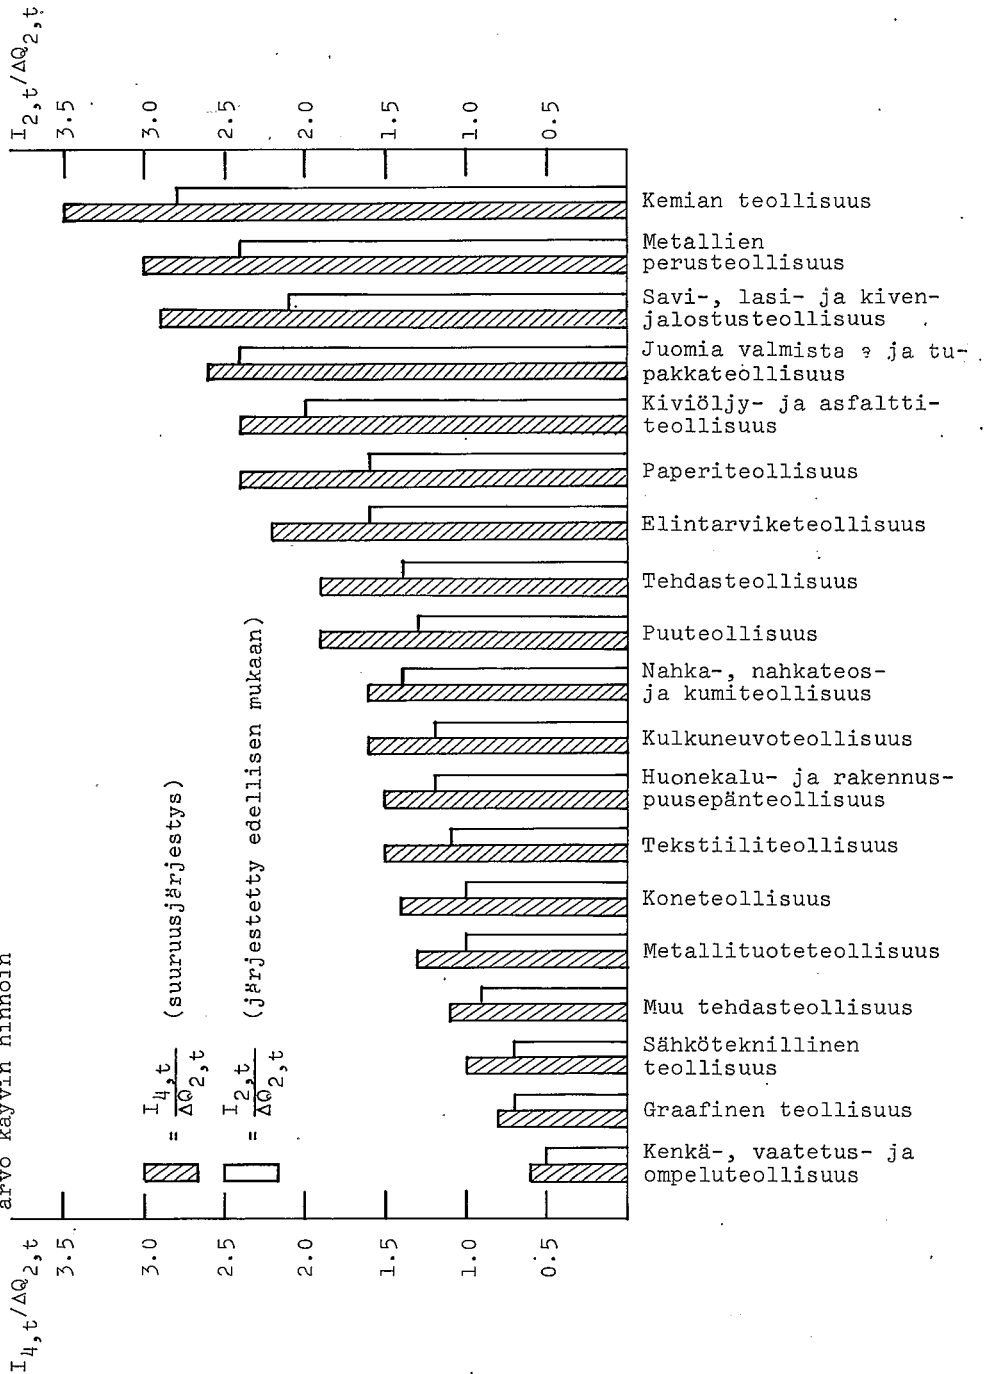 I2,t/ΔQ2,t
3.5
3.0
2.5
2.0
1.5
1.0
0.5
Kemian teollisuus
Metallien
perusteollisuus
Savi-, lasi- ja kiven-
jalostusteollisuus
Juomia valmista ja tu-
pakkateollisuus
Kiviöljy- ja asfaltti-
teollisuus
Paperiteollisuus
Elintarviketeollisuus
Tehdasteollisuus
Puuteollisuus
Nahka-, nahkateos-
ja kumiteollisuus
Kulkuneuvoteollisuus
Huonekalu- ja rakennus-
puusepänteollisuus
Tekstiiliteollisuus
Koneteollisuus
Metallituoteteollisuus
Muu tehdasteollisuus
Sähköteknillinen
teollisuus
Graafinen teollisuus
Kenkä-, vaatetus- ja
ompeluteollisuus
arvo käyvin hinnoin
= I4,t/ΔQ2,t (suuruusjärjestys)
= I2,t/ΔQ2,t (järjestetty edellisen mukaan)
I4,t/ΔQ2,t
3.5
3.0
2.5
2.0
1.5
1.0
0.5